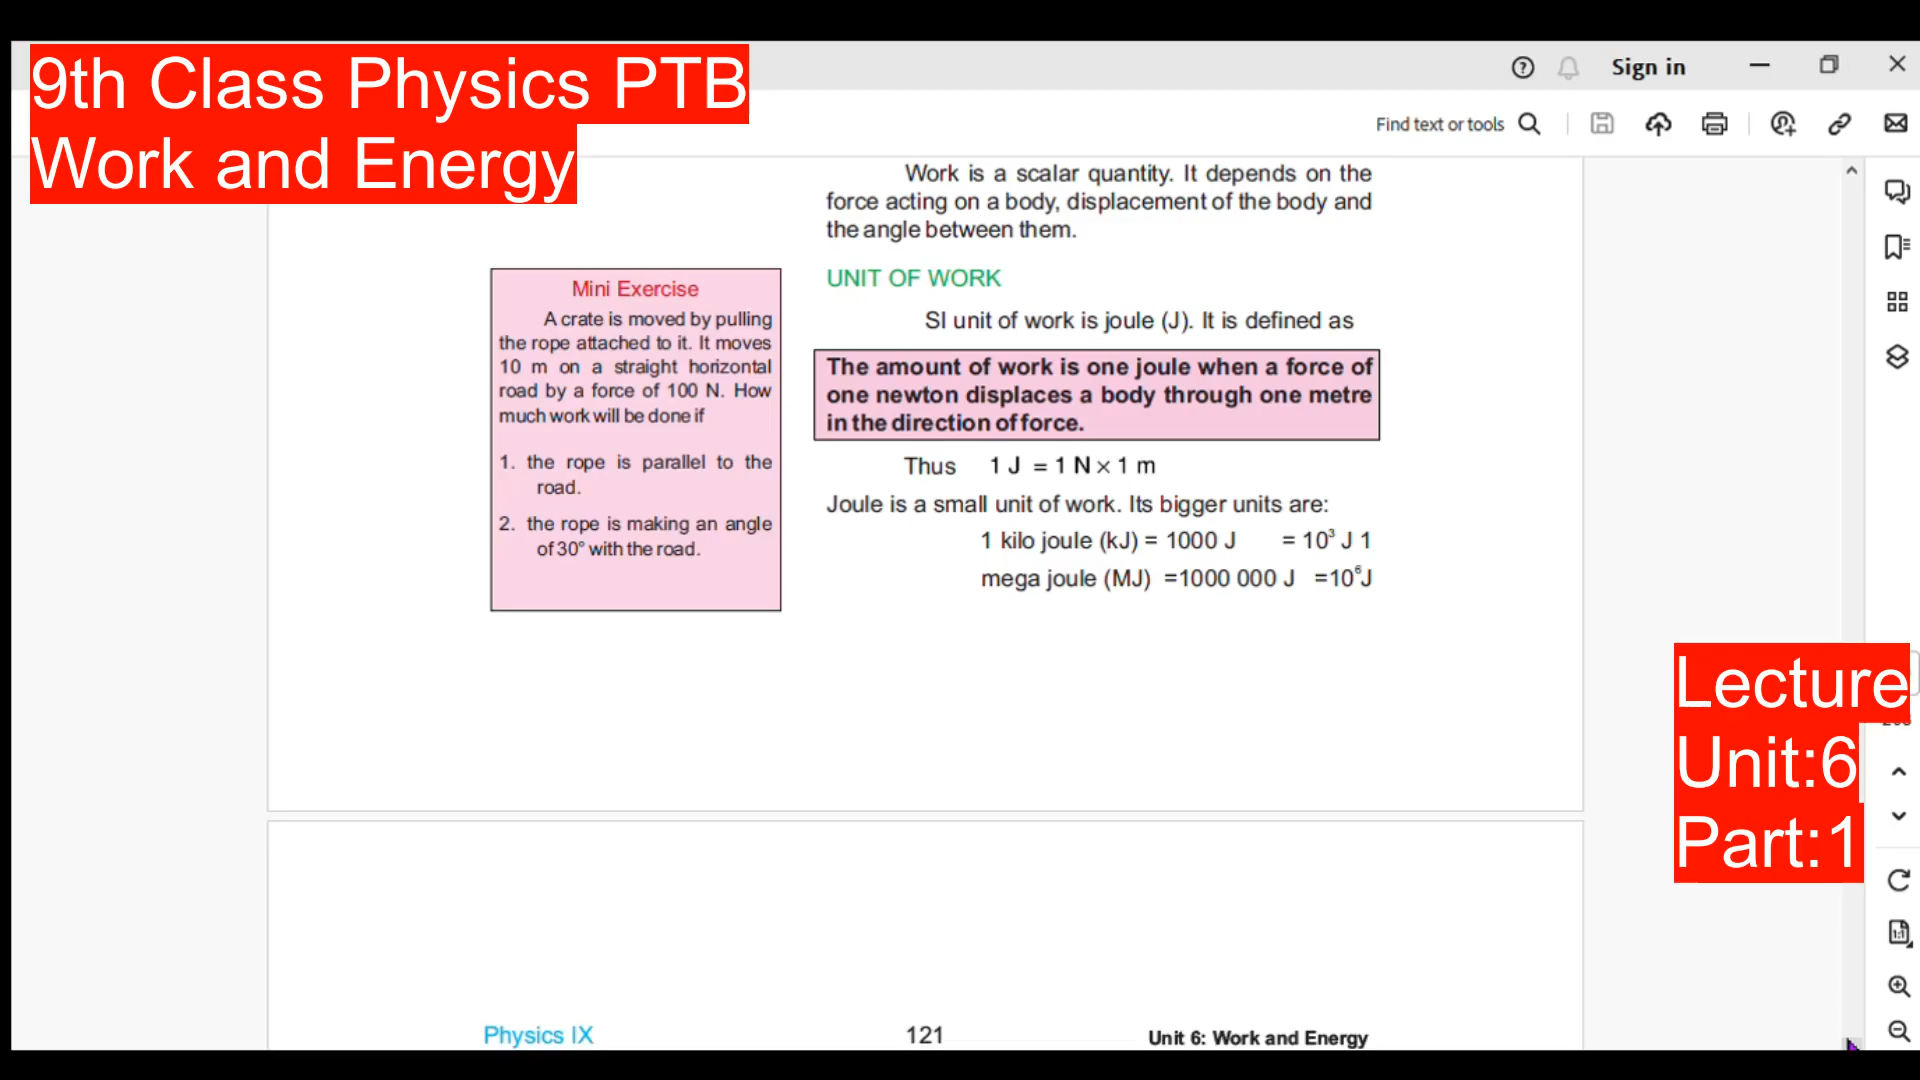 9th Class Physics PTB
Work and Energy
Sign in
Find text or tools
Work is a scalar quantity. It depends on the
force acting on a body, displacement of the body and
the angle between them.
Mini Exercise
A crate is moved by pulling
the rope attached to it. It moves
10 m on a straight horizontal
road by a force of 100 N. How
much work will be done if
1. the rope is parallel to the
road.
2. the rope is making an angle
of 30° with the road.
UNIT OF WORK
SI unit of work is joule (J). It is defined as
The amount of work is one joule when a force of
one newton displaces a body through one metre
in the direction of force.
Thus 1 J = 1 N × 1 m
Joule is a small unit of work. Its bigger units are:
1 kilo joule (kJ) = 1000 J = 10³ J 1
mega joule (MJ) =1000 000 J =10⁶J
Lecture
Unit:6
Part:1
Physics IX 121 Unit 6: Work and Energy